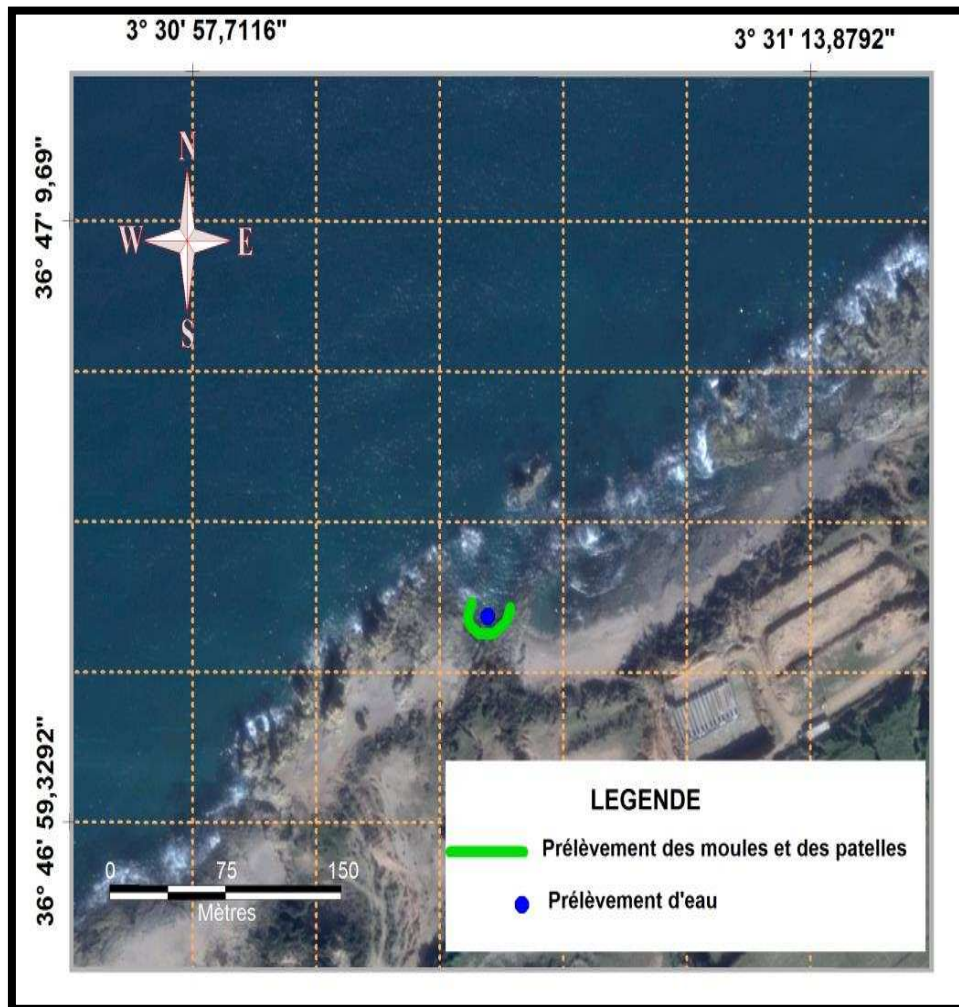 3° 30' 57,7116"
3° 31' 13,8792"
36° 47' 9,69"
N
W
E
S
36° 46' 59,3292"
0
75
150
Mètres
LEGENDE
Prélèvement des moules et des patelles
Prélèvement d'eau